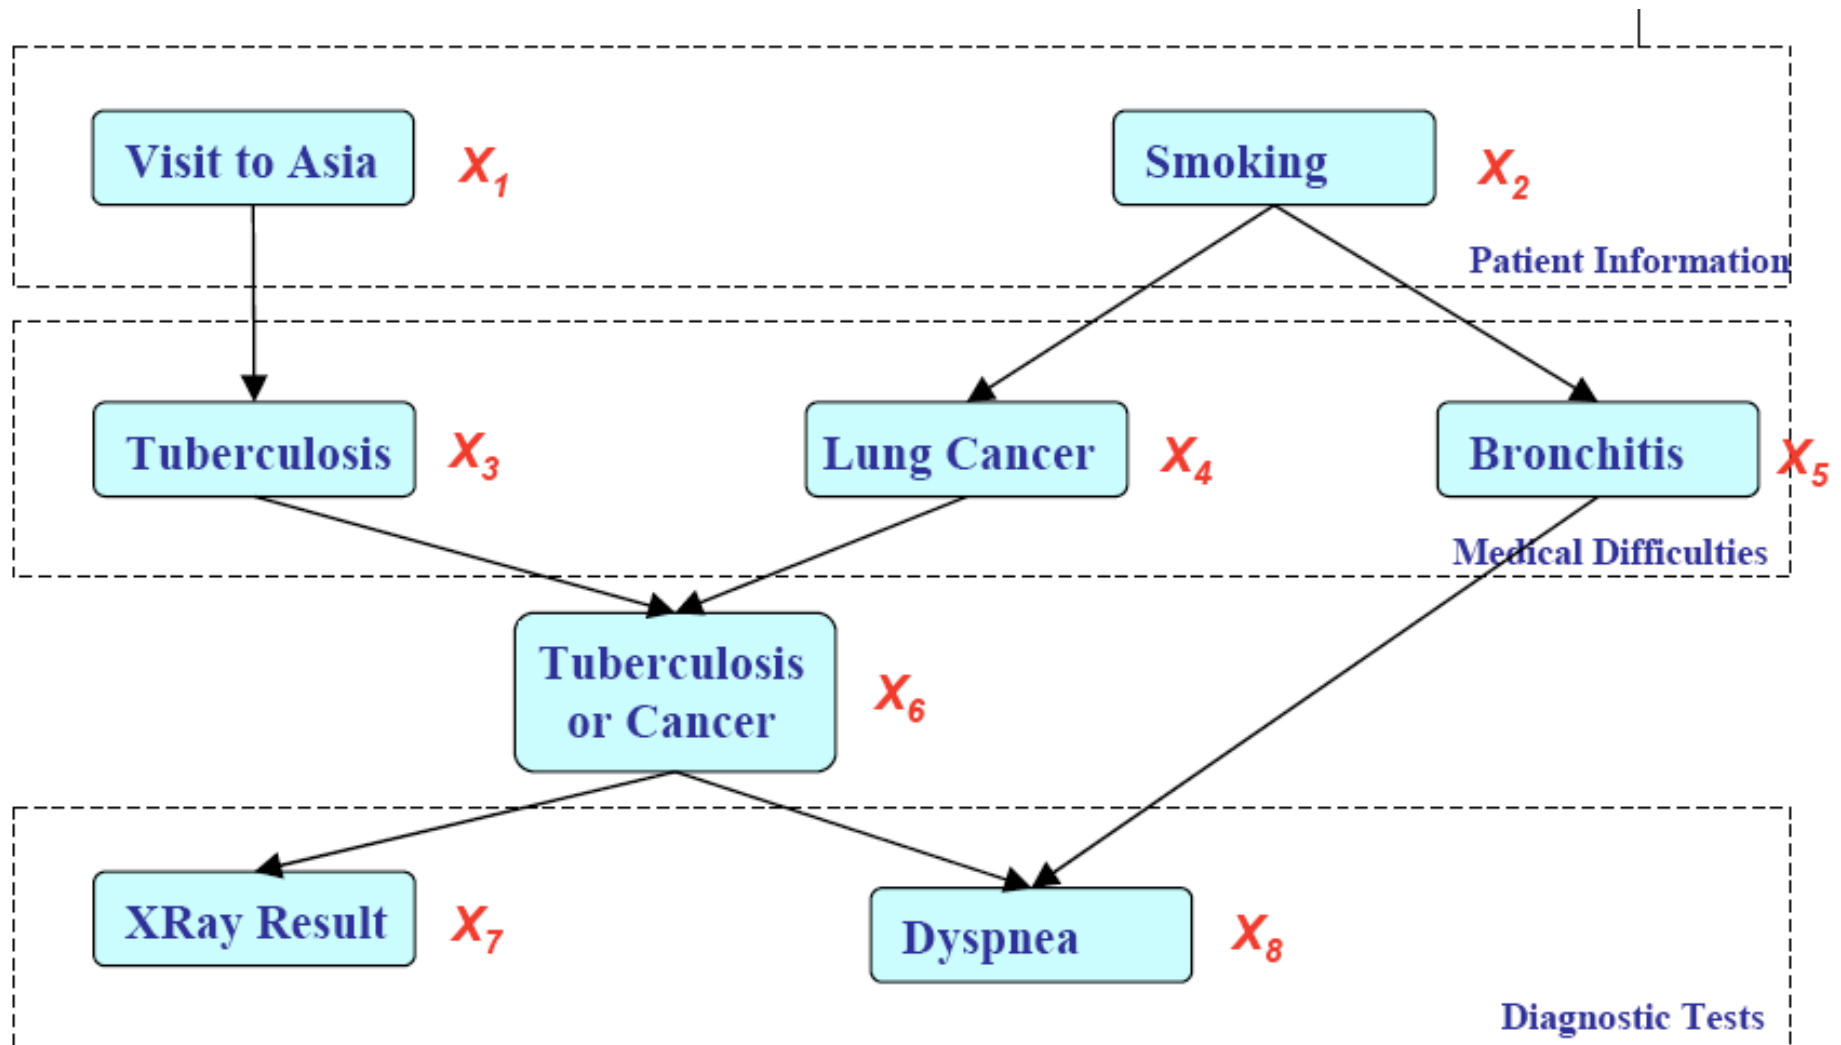 Visit to Asia X1
Smoking X2
Patient Information
Tuberculosis X3
Lung Cancer X4
Bronchitis X5
Medical Difficulties
Tuberculosis
or Cancer X6
XRay Result X7
Dyspnea X8
Diagnostic Tests